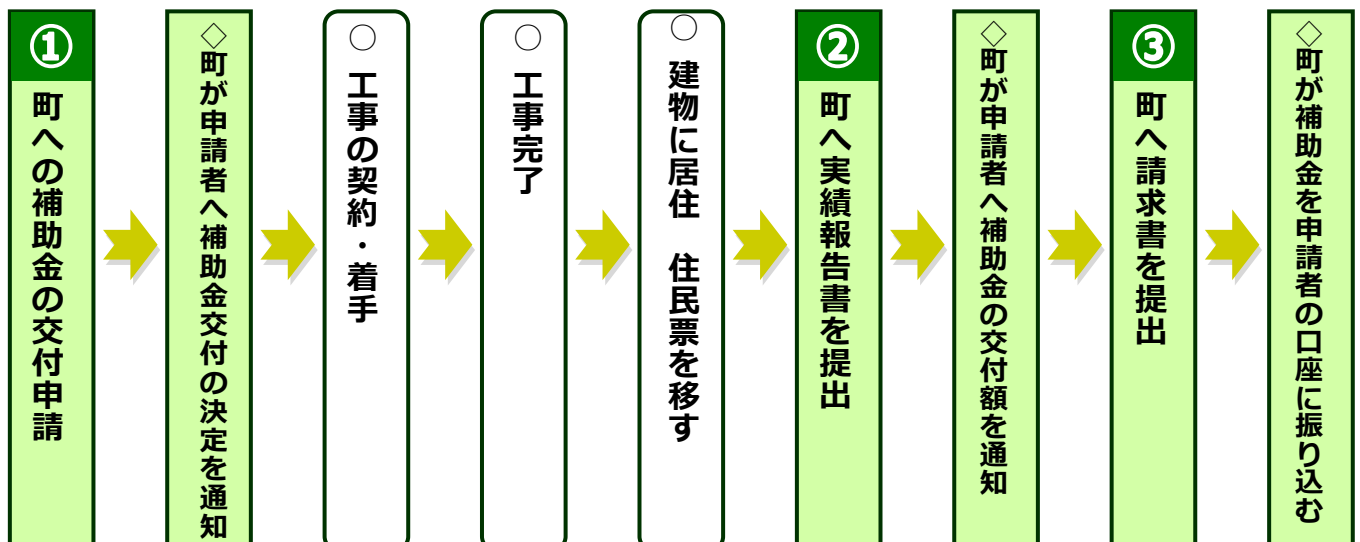 ①
町への補助金の交付申請
◇町が申請者へ補助金交付の決定を通知
○ 工事の契約・着手
○ 工事完了
○ 建物に居住 住民票を移す
②
町へ実績報告書を提出
◇町が申請者へ補助金の交付額を通知
③
町へ請求書を提出
◇町が補助金を申請者の口座に振り込む